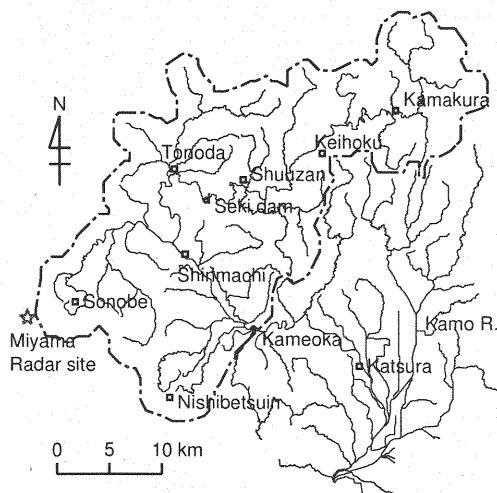 Kamakura
N
Keihoku
Tonoda
Shuuzan
Seki dam
Shinmachi
Sonobe
Miyama
Radar site
Kamo R.
Kameoka
Katsura
Nishibetsuin
0 5 10 km